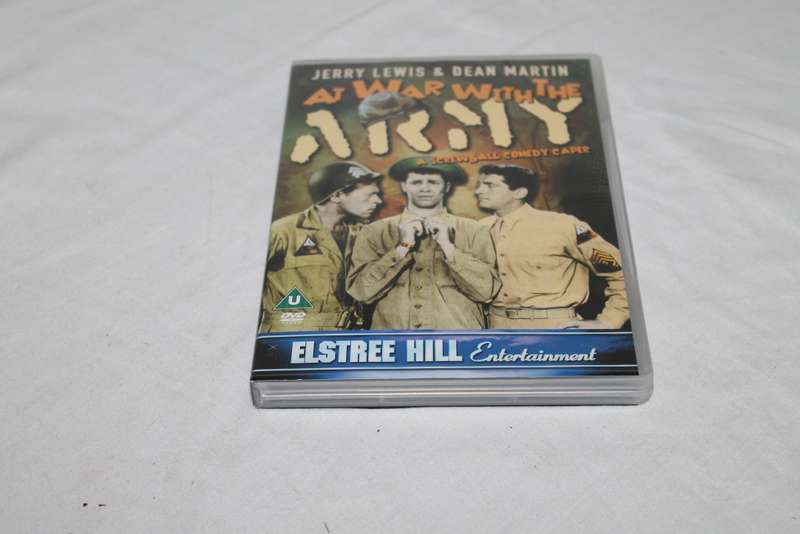 JERRY LEWIS & DEAN MARTIN
AT WAR WITH THE
ARMY
A SCREWBALL COMEDY CAPER
U
DVD
ELSTREE HILL Entertainment